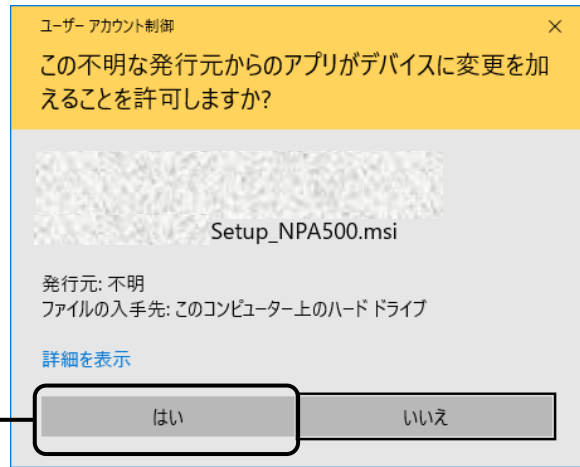 ユーザー アカウント制御
この不明な発行元からのアプリがデバイスに変更を加
えることを許可しますか?
Setup_NPA500.msi
発行元: 不明
ファイルの入手先: このコンピューター上のハード ドライブ
詳細を表示
はい
いいえ